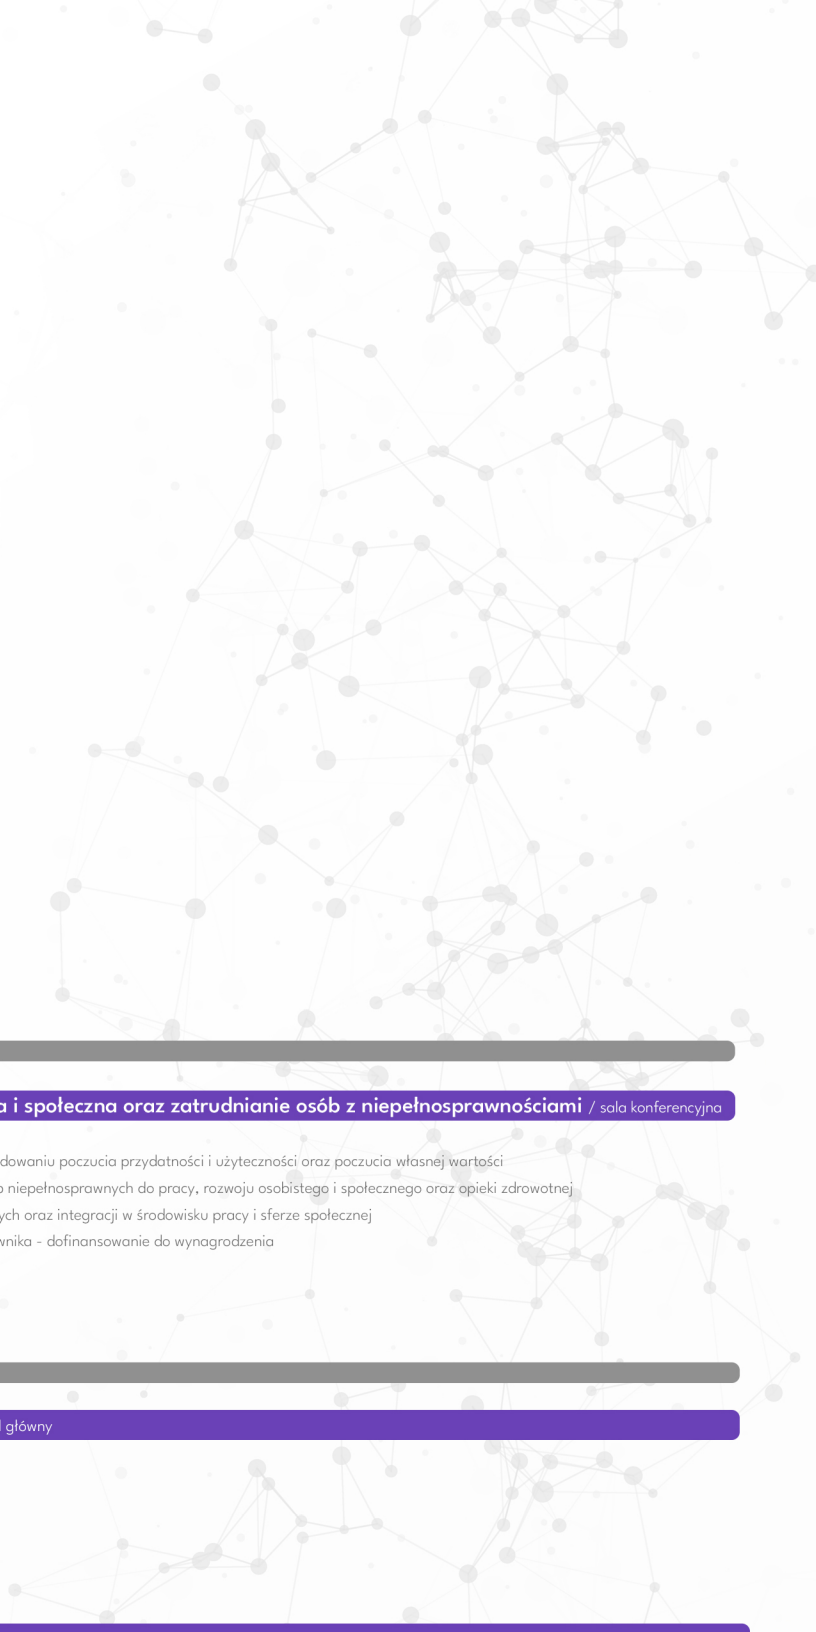 a i społeczna oraz zatrudnianie osób z niepełnosprawnościami / sala konferencyjna
dowaniu poczucia przydatności i użyteczności oraz poczucia własnej wartości
niepełnosprawnych do pracy, rozwoju osobistego i społecznego oraz opieki zdrowotnej
ych oraz integracji w środowisku pracy i sferze społecznej
wnika - dofinansowanie do wynagrodzenia
główny